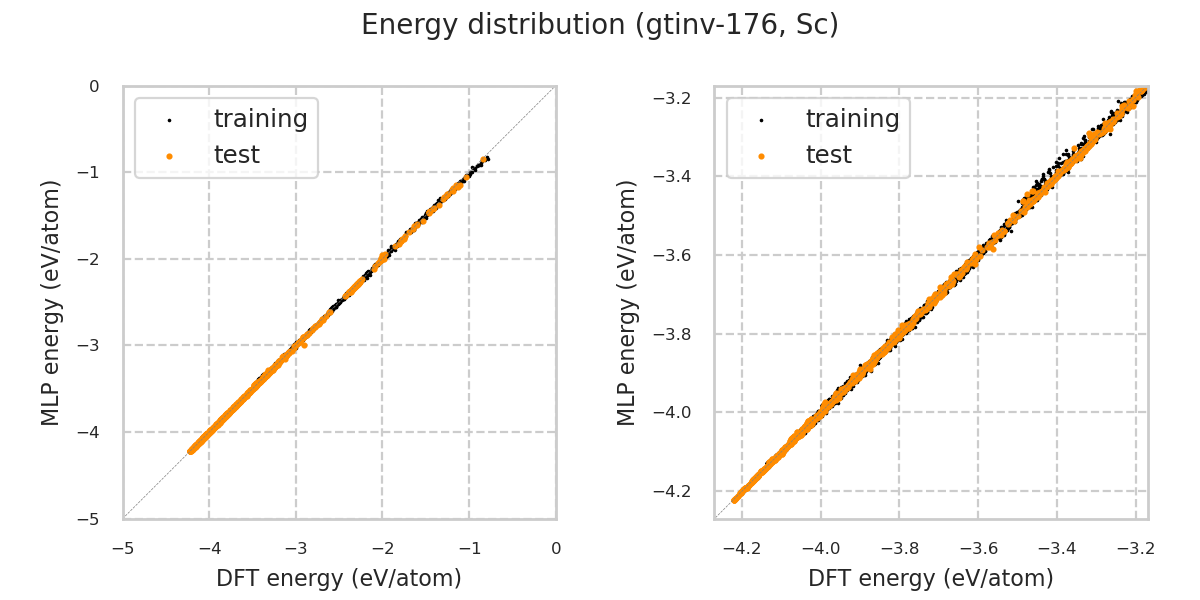 Energy distribution (gtinv-176, Sc)
training
test
0
−1
−2
−3
−4
−5
MLP energy (eV/atom)
−5
−4
−3
−2
−1
0
DFT energy (eV/atom)
training
test
−3.2
−3.4
−3.6
−3.8
−4.0
−4.2
MLP energy (eV/atom)
−4.2
−4.0
−3.8
−3.6
−3.4
−3.2
DFT energy (eV/atom)